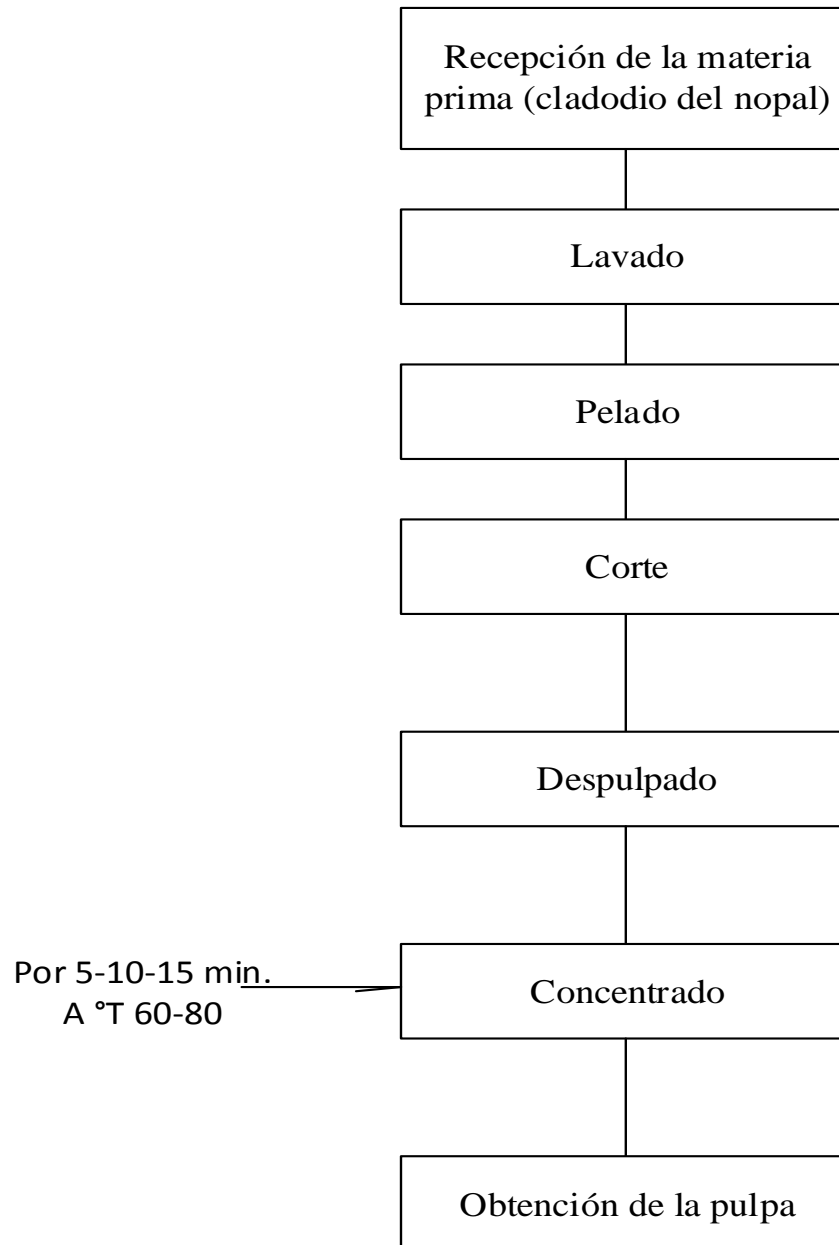 Recepción de la materia
prima (cladodio del nopal)
Lavado
Pelado
Corte
Despulpado
Por 5-10-15 min.
A °T 60-80
Concentrado
Obtención de la pulpa